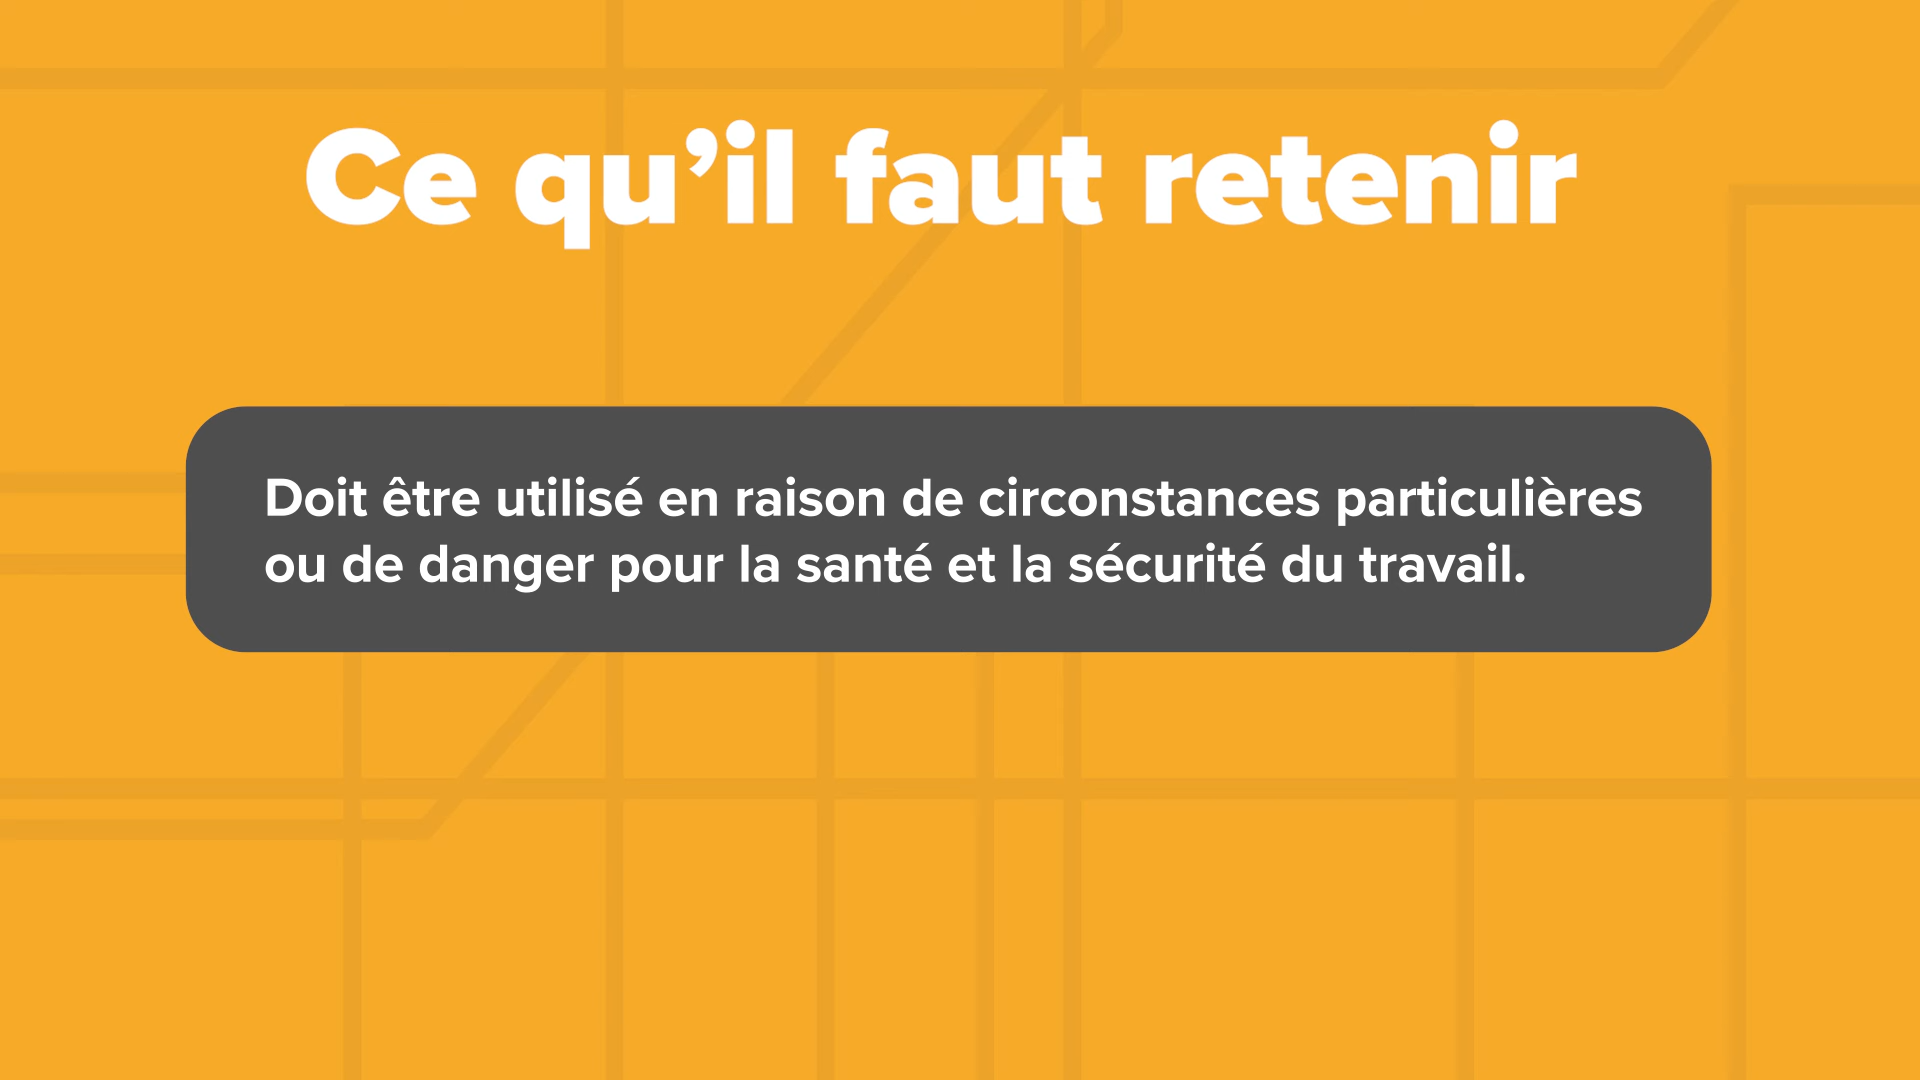 Ce qu’il faut retenir
Doit être utilisé en raison de circonstances particulières
ou de danger pour la santé et la sécurité du travail.